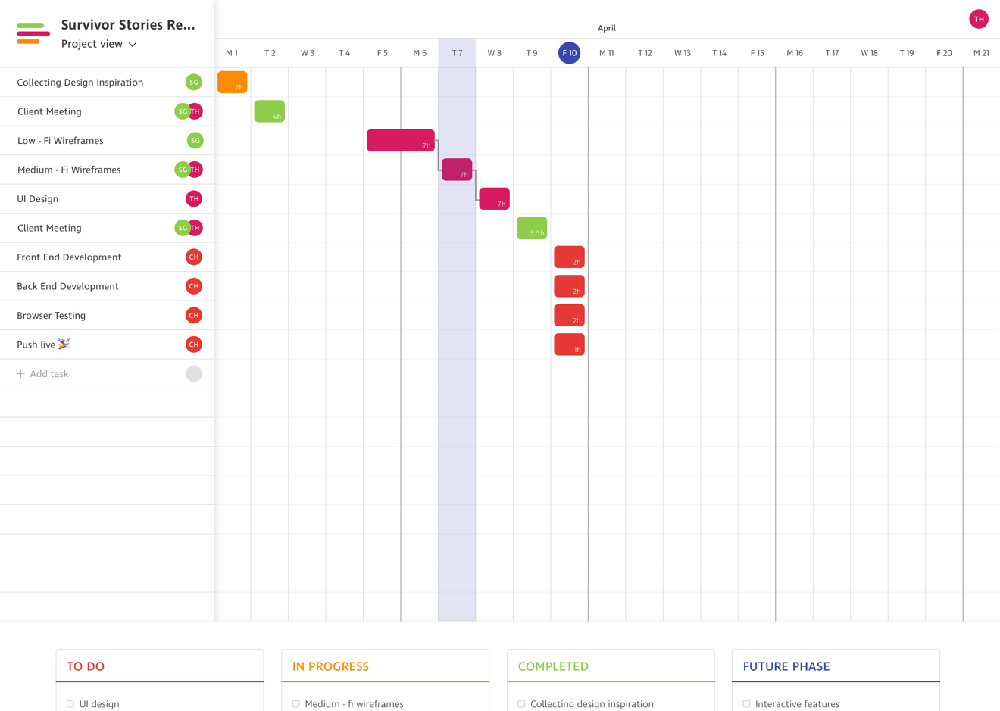 Survivor Stories Re...
Project view
April
TH
M 1 T 2 W 3 T 4 F 5 M 6 T 7 W 8 T 9 F 10 M 11 T 12 W 13 T 14 F 15 M 16 T 17 W 18 T 19 F 20 M 21
Collecting Design Inspiration SG 7h
Client Meeting SG TH 4h
Low - Fi Wireframes SG 7h
Medium - Fi Wireframes SG TH 7h
UI Design TH 7h
Client Meeting SG TH 3.5h
Front End Development CH 2h
Back End Development CH 2h
Browser Testing CH 2h
Push live 🎉 CH 1h
+ Add task
TO DO
UI design
IN PROGRESS
Medium - fi wireframes
COMPLETED
Collecting design inspiration
FUTURE PHASE
Interactive features